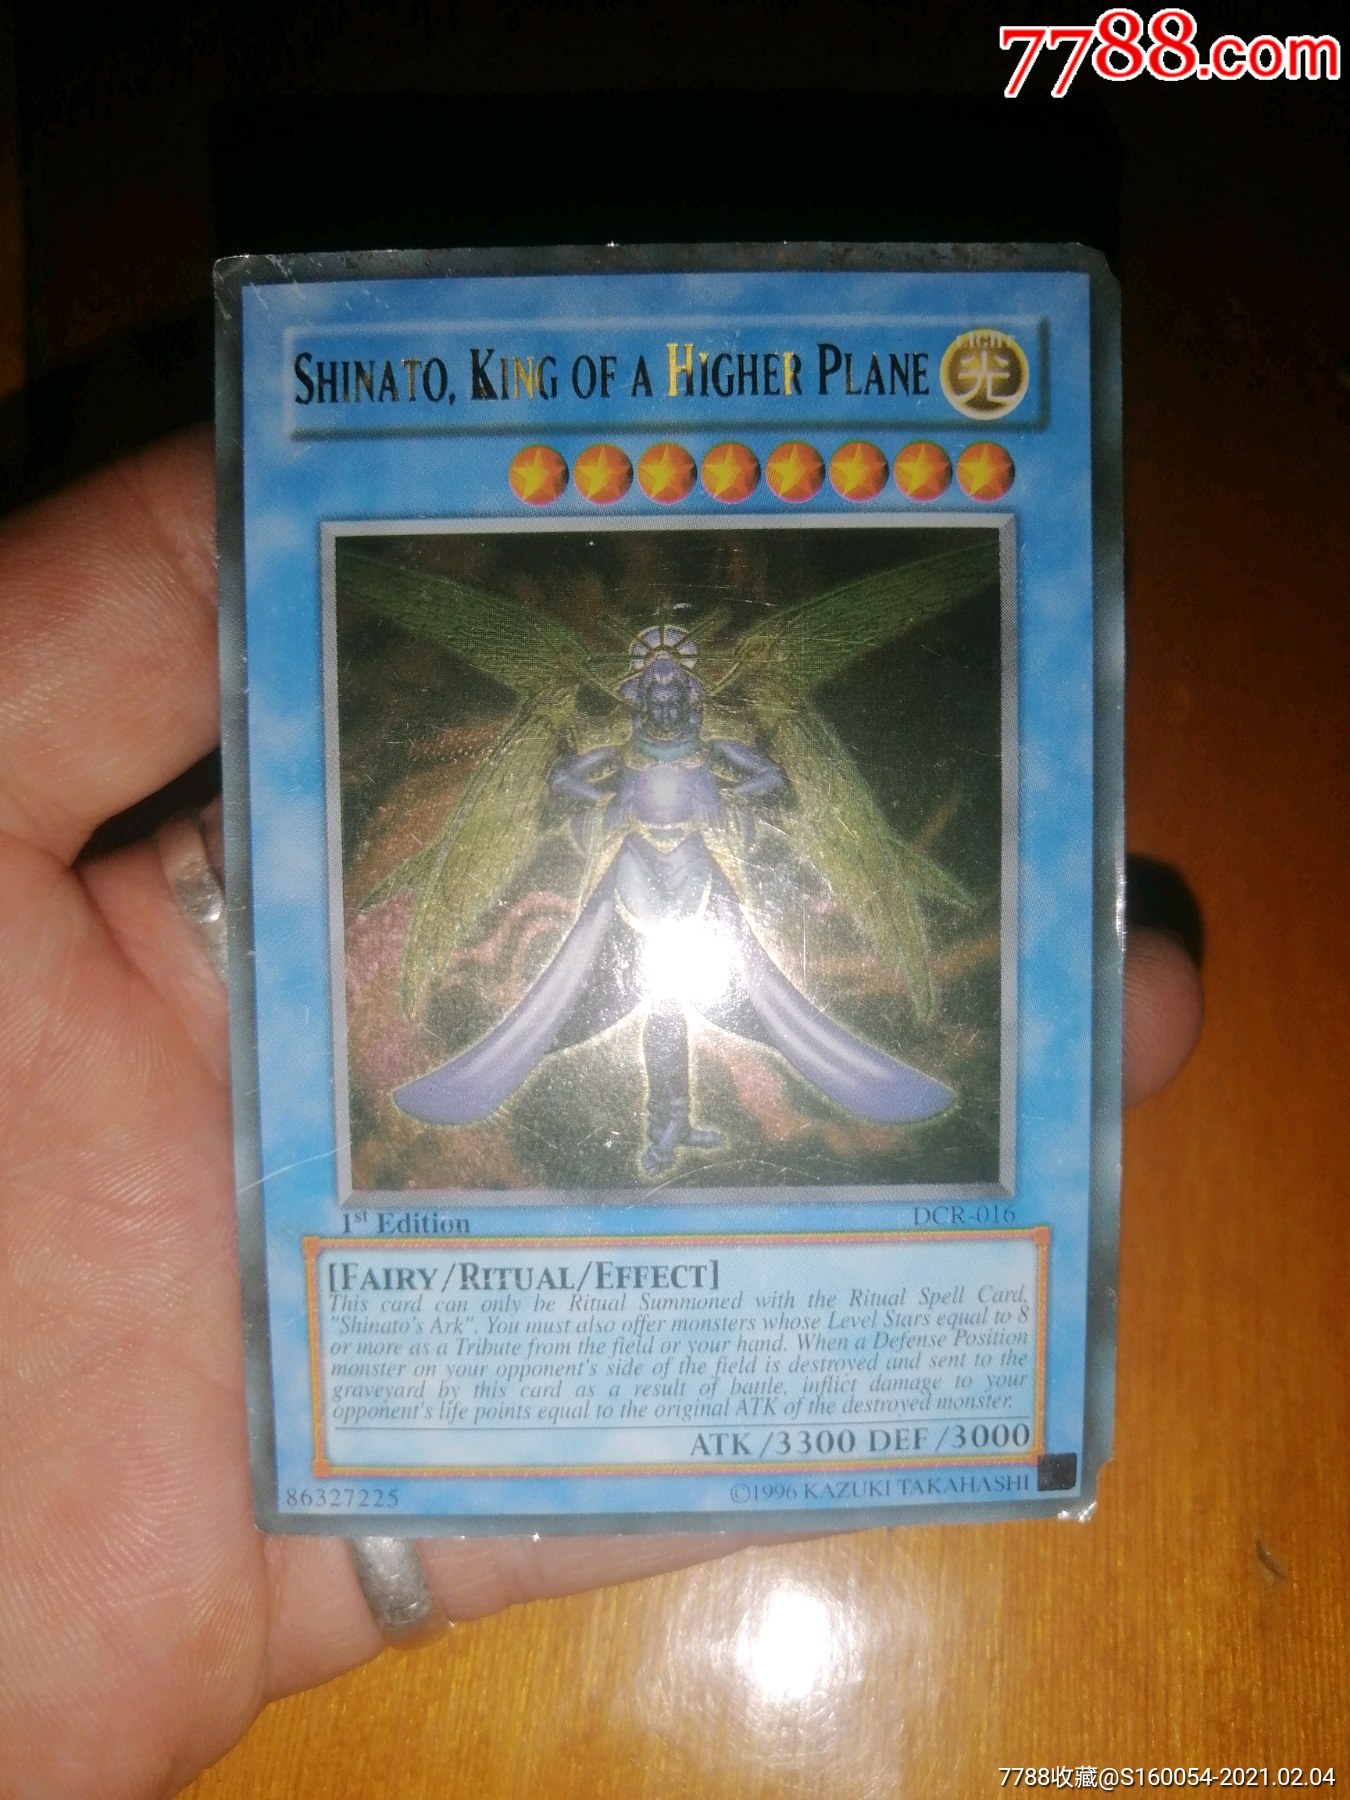 7788.com
SHINATO, KING OF A HIGHER PLANE
LIGHT
光
1st Edition
DCR-016
[FAIRY/RITUAL/EFFECT]
This card can only be Ritual Summoned with the Ritual Spell Card,
"Shinato's Ark". You must also offer monsters whose Level Stars equal to 8
or more as a Tribute from the field or your hand. When a Defense Position
monster on your opponent's side of the field is destroyed and sent to the
graveyard by this card as a result of battle, inflict damage to your
opponent's life points equal to the original ATK of the destroyed monster.
ATK/3300 DEF/3000
86327225
©1996 KAZUKI TAKAHASHI
7788收藏@S160054-2021.02.04